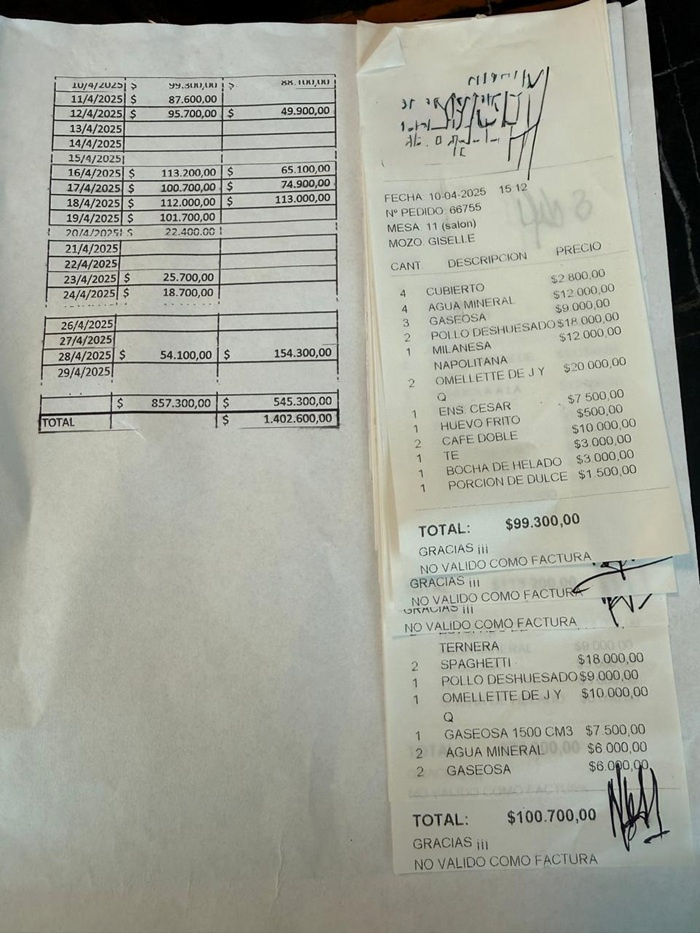 10/4/2025 $ 99.300,00 $ 88.100,00
11/4/2025 $ 87.600,00
12/4/2025 $ 95.700,00 $ 49.900,00
13/4/2025
14/4/2025
15/4/2025
16/4/2025 $ 113.200,00 $ 65.100,00
17/4/2025 $ 100.700,00 $ 74.900,00
18/4/2025 $ 112.000,00 $ 113.000,00
19/4/2025 $ 101.700,00
20/4/2025 $ 22.400,00
21/4/2025
22/4/2025
23/4/2025 $ 25.700,00
24/4/2025 $ 18.700,00
26/4/2025
27/4/2025
28/4/2025 $ 54.100,00 $ 154.300,00
29/4/2025
$ 857.300,00 $ 545.300,00
TOTAL $ 1.402.600,00
FECHA 10-04-2025 15:12
Nº PEDIDO: 66755
MESA 11 (salon)
MOZO: GISELLE
CANT DESCRIPCION PRECIO
4 CUBIERTO $2.800,00
4 AGUA MINERAL $12.000,00
3 GASEOSA $9.000,00
2 POLLO DESHUESADO $18.000,00
1 MILANESA $12.000,00
NAPOLITANA
2 OMELLETTE DE J Y $20.000,00
Q
1 ENS. CESAR $7.500,00
1 HUEVO FRITO $500,00
2 CAFE DOBLE $10.000,00
1 TE $3.000,00
1 BOCHA DE HELADO $3.000,00
1 PORCION DE DULCE $1.500,00
TOTAL: $99.300,00
GRACIAS ¡¡¡
NO VALIDO COMO FACTURA
GRACIAS ¡¡¡
NO VALIDO COMO FACTURA
GRACIAS ¡¡¡
NO VALIDO COMO FACTURA
TERNERA
2 SPAGHETTI $18.000,00
1 POLLO DESHUESADO $9.000,00
1 OMELLETTE DE J Y $10.000,00
Q
1 GASEOSA 1500 CM3 $7.500,00
2 AGUA MINERAL $6.000,00
2 GASEOSA $6.000,00
TOTAL: $100.700,00
GRACIAS ¡¡¡
NO VALIDO COMO FACTURA